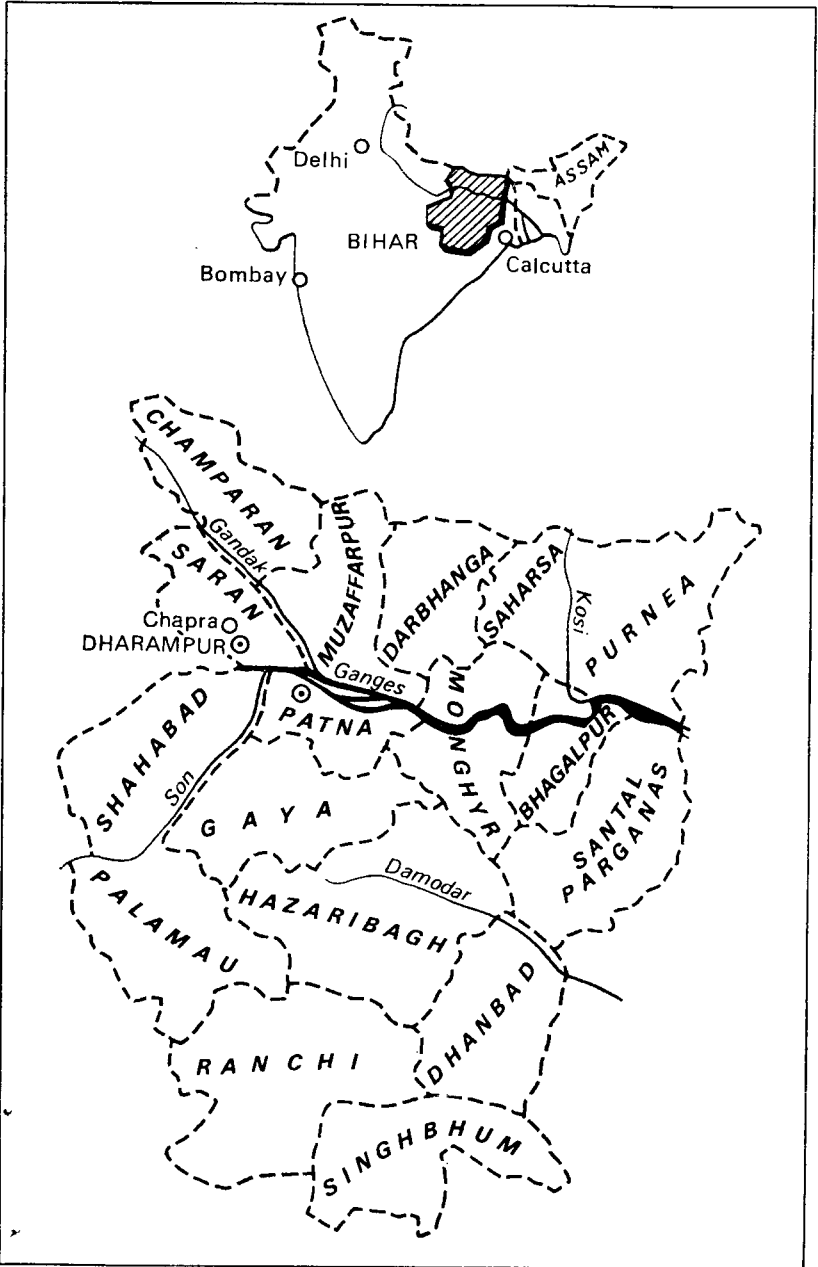 Delhi
ASSAM
BIHAR
Calcutta
Bombay
CHAMPARAN
Gandak
SARAN
MUZAFFARPURI
DARBHANGA
SAHARSA
Kosi
PURNEA
Chapra
DHARAMPUR
Ganges
MONGHYR
PATNA
SHAHABAD
Son
BHAGALPUR
SANTAL
PARGANAS
GAYA
Damodar
PALAMAU
HAZARIBAGH
DHANBAD
RANCHI
SINGHBHUM